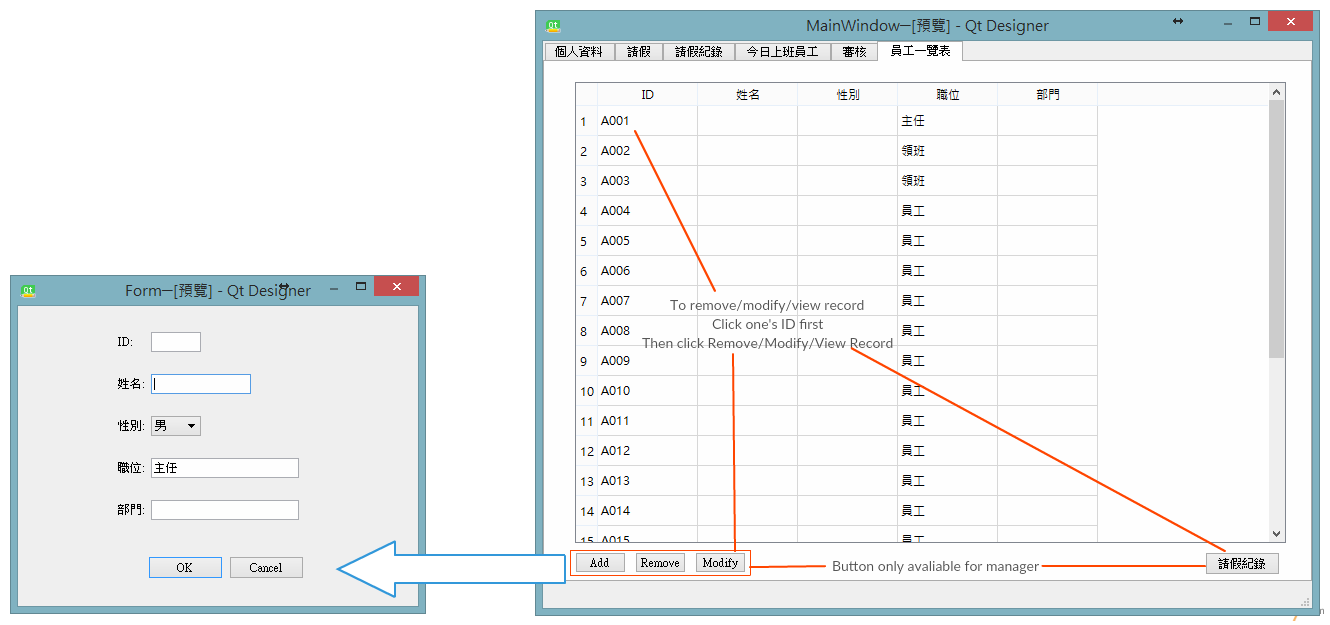 MainWindow─[預覽] - Qt Designer
個人資料 請假 請假紀錄 今日上班員工 審核 員工一覽表
ID 姓名 性別 職位 部門
1 A001 主任
2 A002 領班
3 A003 領班
4 A004 員工
5 A005 員工
6 A006 員工
7 A007 員工
8 A008 員工
9 A009 員工
10 A010 員工
11 A011 員工
12 A012 員工
13 A013 員工
14 A014 員工
15 A015 員工
To remove/modify/view record
Click one's ID first
Then click Remove/Modify/View Record
Add Remove Modify
Button only avaliable for manager
請假紀錄
Form─[預覽] - Qt Designer
ID:
姓名:
性別: 男
職位: 主任
部門:
OK Cancel